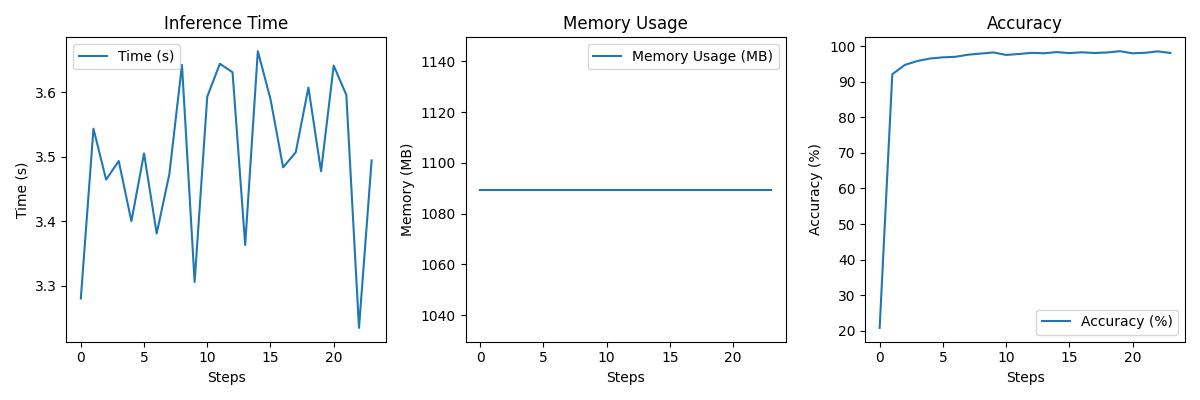 Inference Time
Time (s)
3.6
3.5
3.4
3.3
Time (s)
0 5 10 15 20
Steps
Memory Usage
Memory Usage (MB)
1140
1120
1100
1080
1060
1040
Memory (MB)
0 5 10 15 20
Steps
Accuracy
100
90
80
70
60
50
40
30
20
Accuracy (%)
Accuracy (%)
0 5 10 15 20
Steps